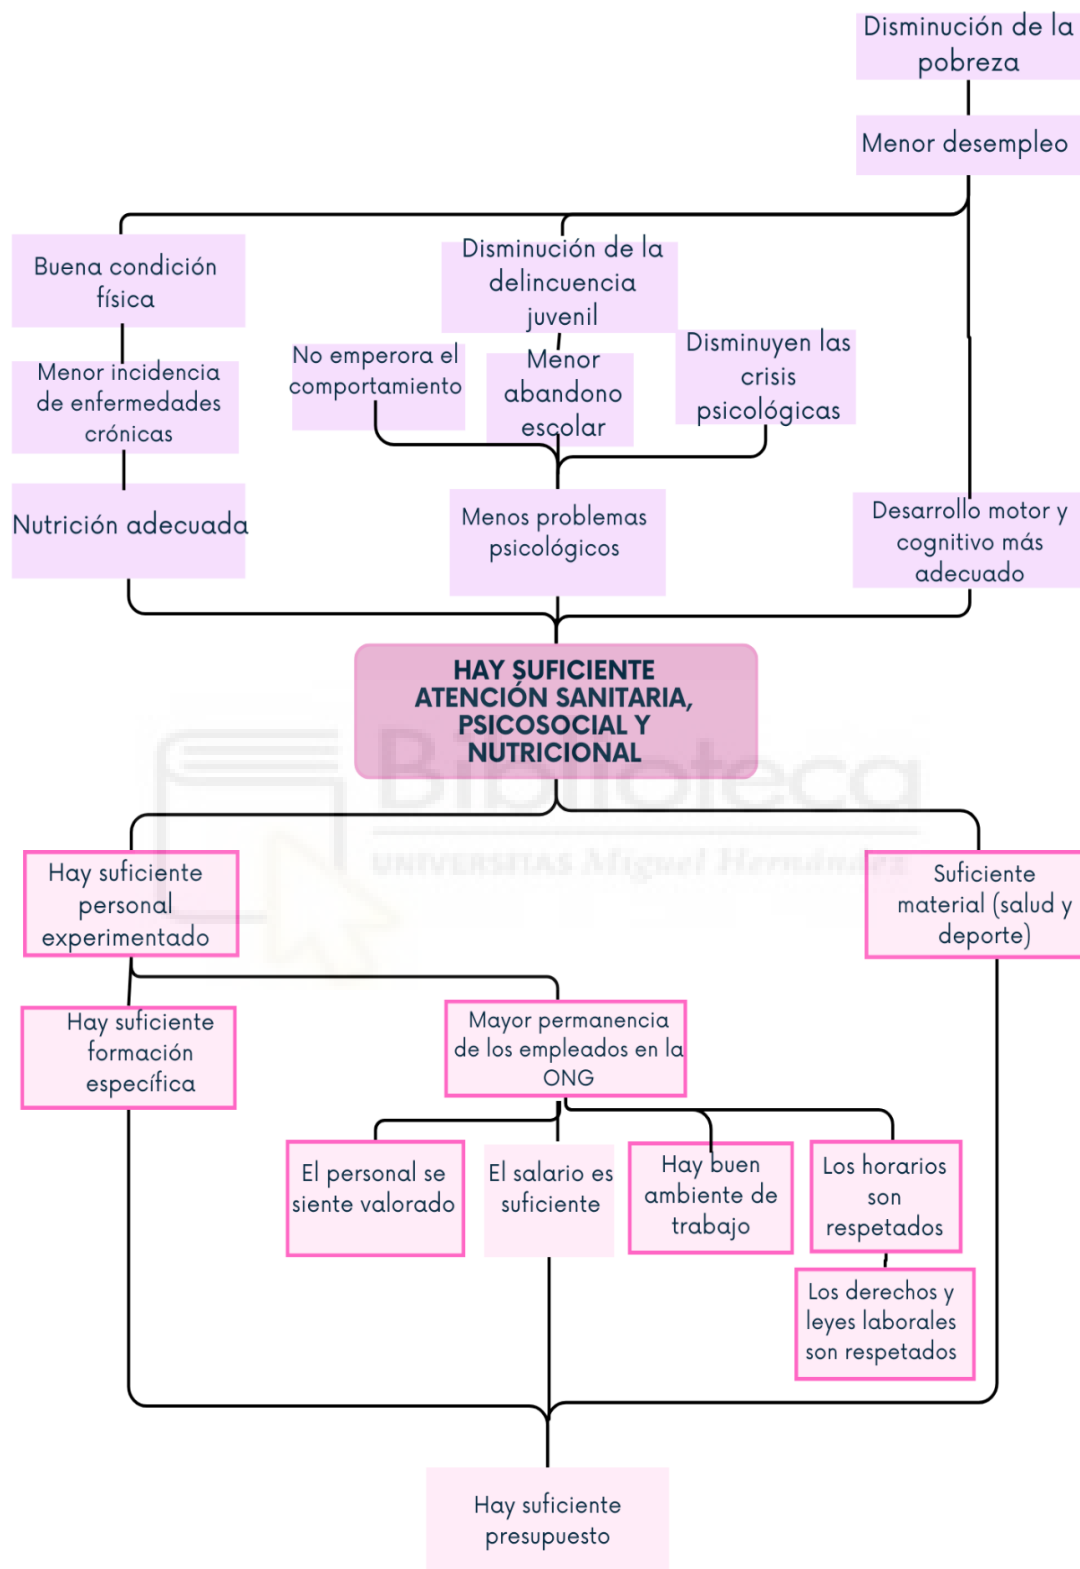 Disminución de la
pobreza
Menor desempleo
Buena condición
física
Disminución de la
delincuencia
juvenil
No emperora el
comportamiento
Menor
abandono
escolar
Disminuyen las
crisis
psicológicas
Menor incidencia
de enfermedades
crónicas
Nutrición adecuada
Menos problemas
psicológicos
Desarrollo motor y
cognitivo más
adecuado
HAY SUFICIENTE
ATENCIÓN SANITARIA,
PSICOSOCIAL Y
NUTRICIONAL
Biblioteca
UNIVERSITAS Miguel Hernández
Hay suficiente
personal
experimentado
Suficiente
material (salud y
deporte)
Hay suficiente
formación
específica
Mayor permanencia
de los empleados en la
ONG
El personal se
siente valorado
El salario es
suficiente
Hay buen
ambiente de
trabajo
Los horarios
son
respetados
Los derechos y
leyes laborales
son respetados
Hay suficiente
presupuesto